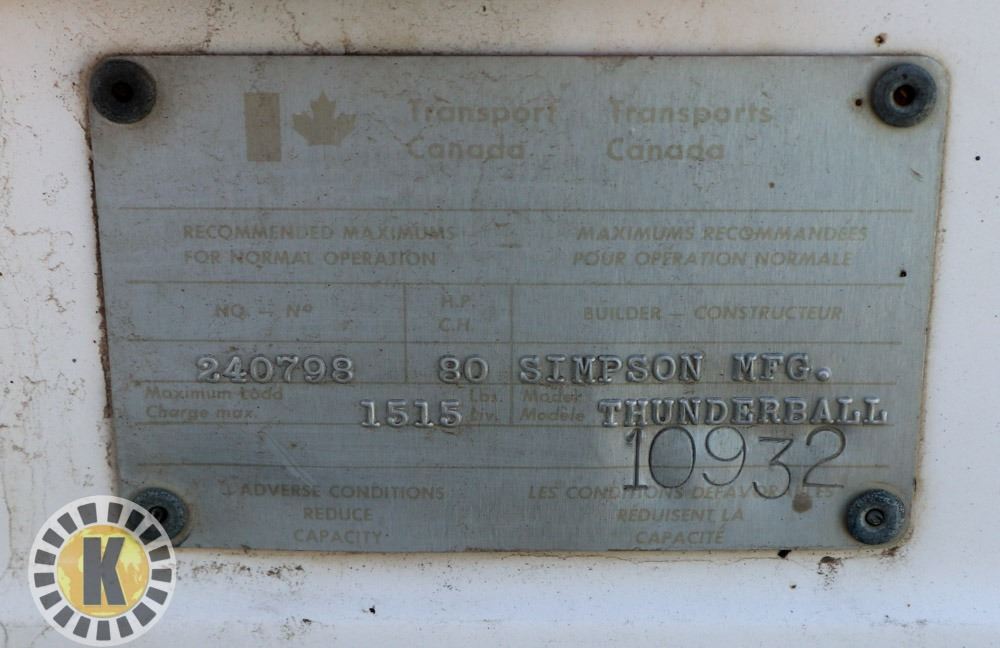 Transport Canada Transports Canada
RECOMMENDED MAXIMUMS FOR NORMAL OPERATION
MAXIMUMS RECOMMANDÉES POUR OPÉRATION NORMALE
NO. — Nº H.P. C.H. BUILDER — CONSTRUCTEUR
240798 80 SIMPSON MFG.
Maximum Load Charge max. 1515 Lbs. Liv. Model Modèle THUNDERBALL
10932
ADVERSE CONDITIONS REDUCE CAPACITY
LES CONDITIONS DÉFAVORABLES RÉDUISENT LA CAPACITÉ
K